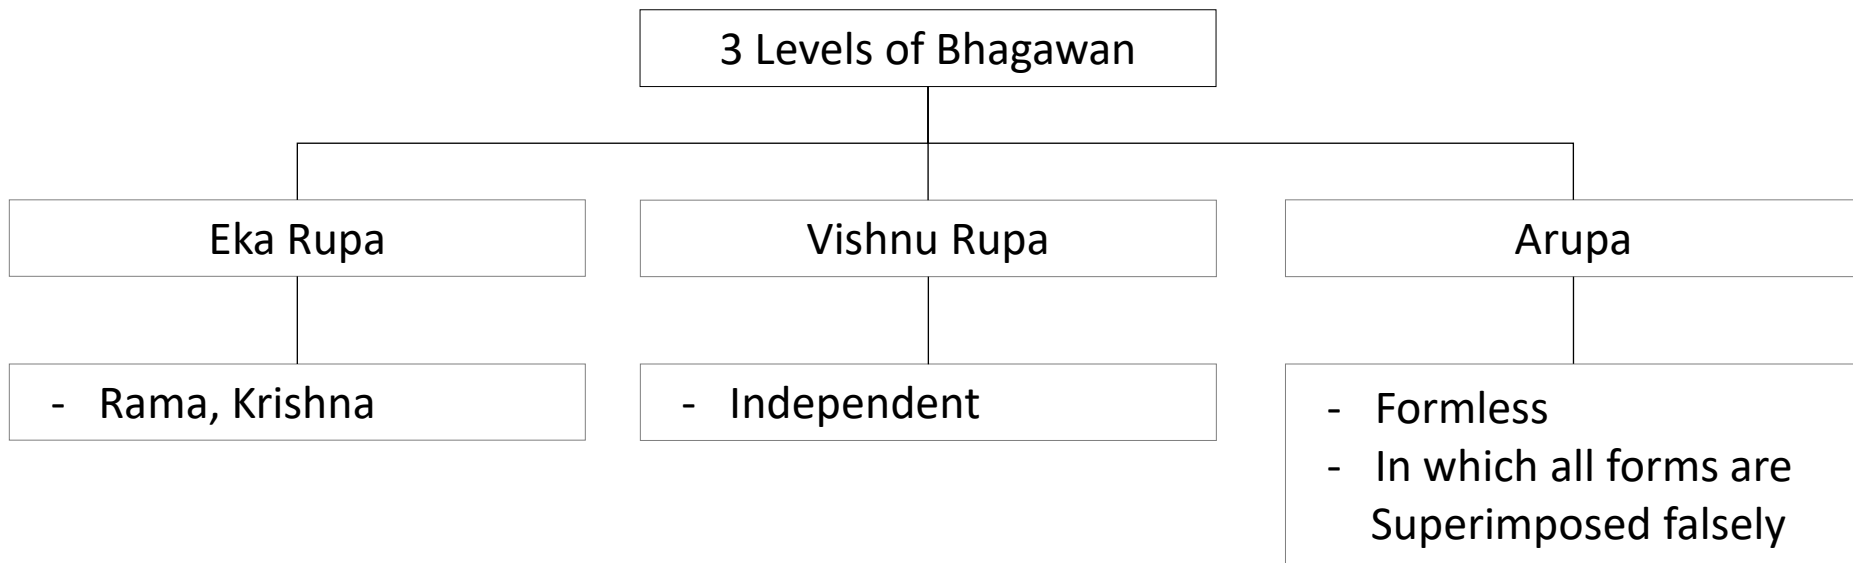 3 Levels of Bhagawan
Eka Rupa
Vishnu Rupa
Arupa
- Rama, Krishna
- Independent
- Formless
- In which all forms are
Superimposed falsely